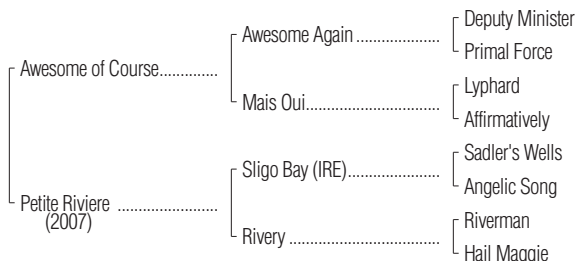 Deputy Minister
Awesome Again ....................
Primal Force
Awesome of Course..............
Lyphard
Mais Oui................................
Affirmatively
Sadler's Wells
Sligo Bay (IRE)......................
Angelic Song
Petite Riviere ........................
(2007)
Riverman
Rivery ....................................
Hail Maggie